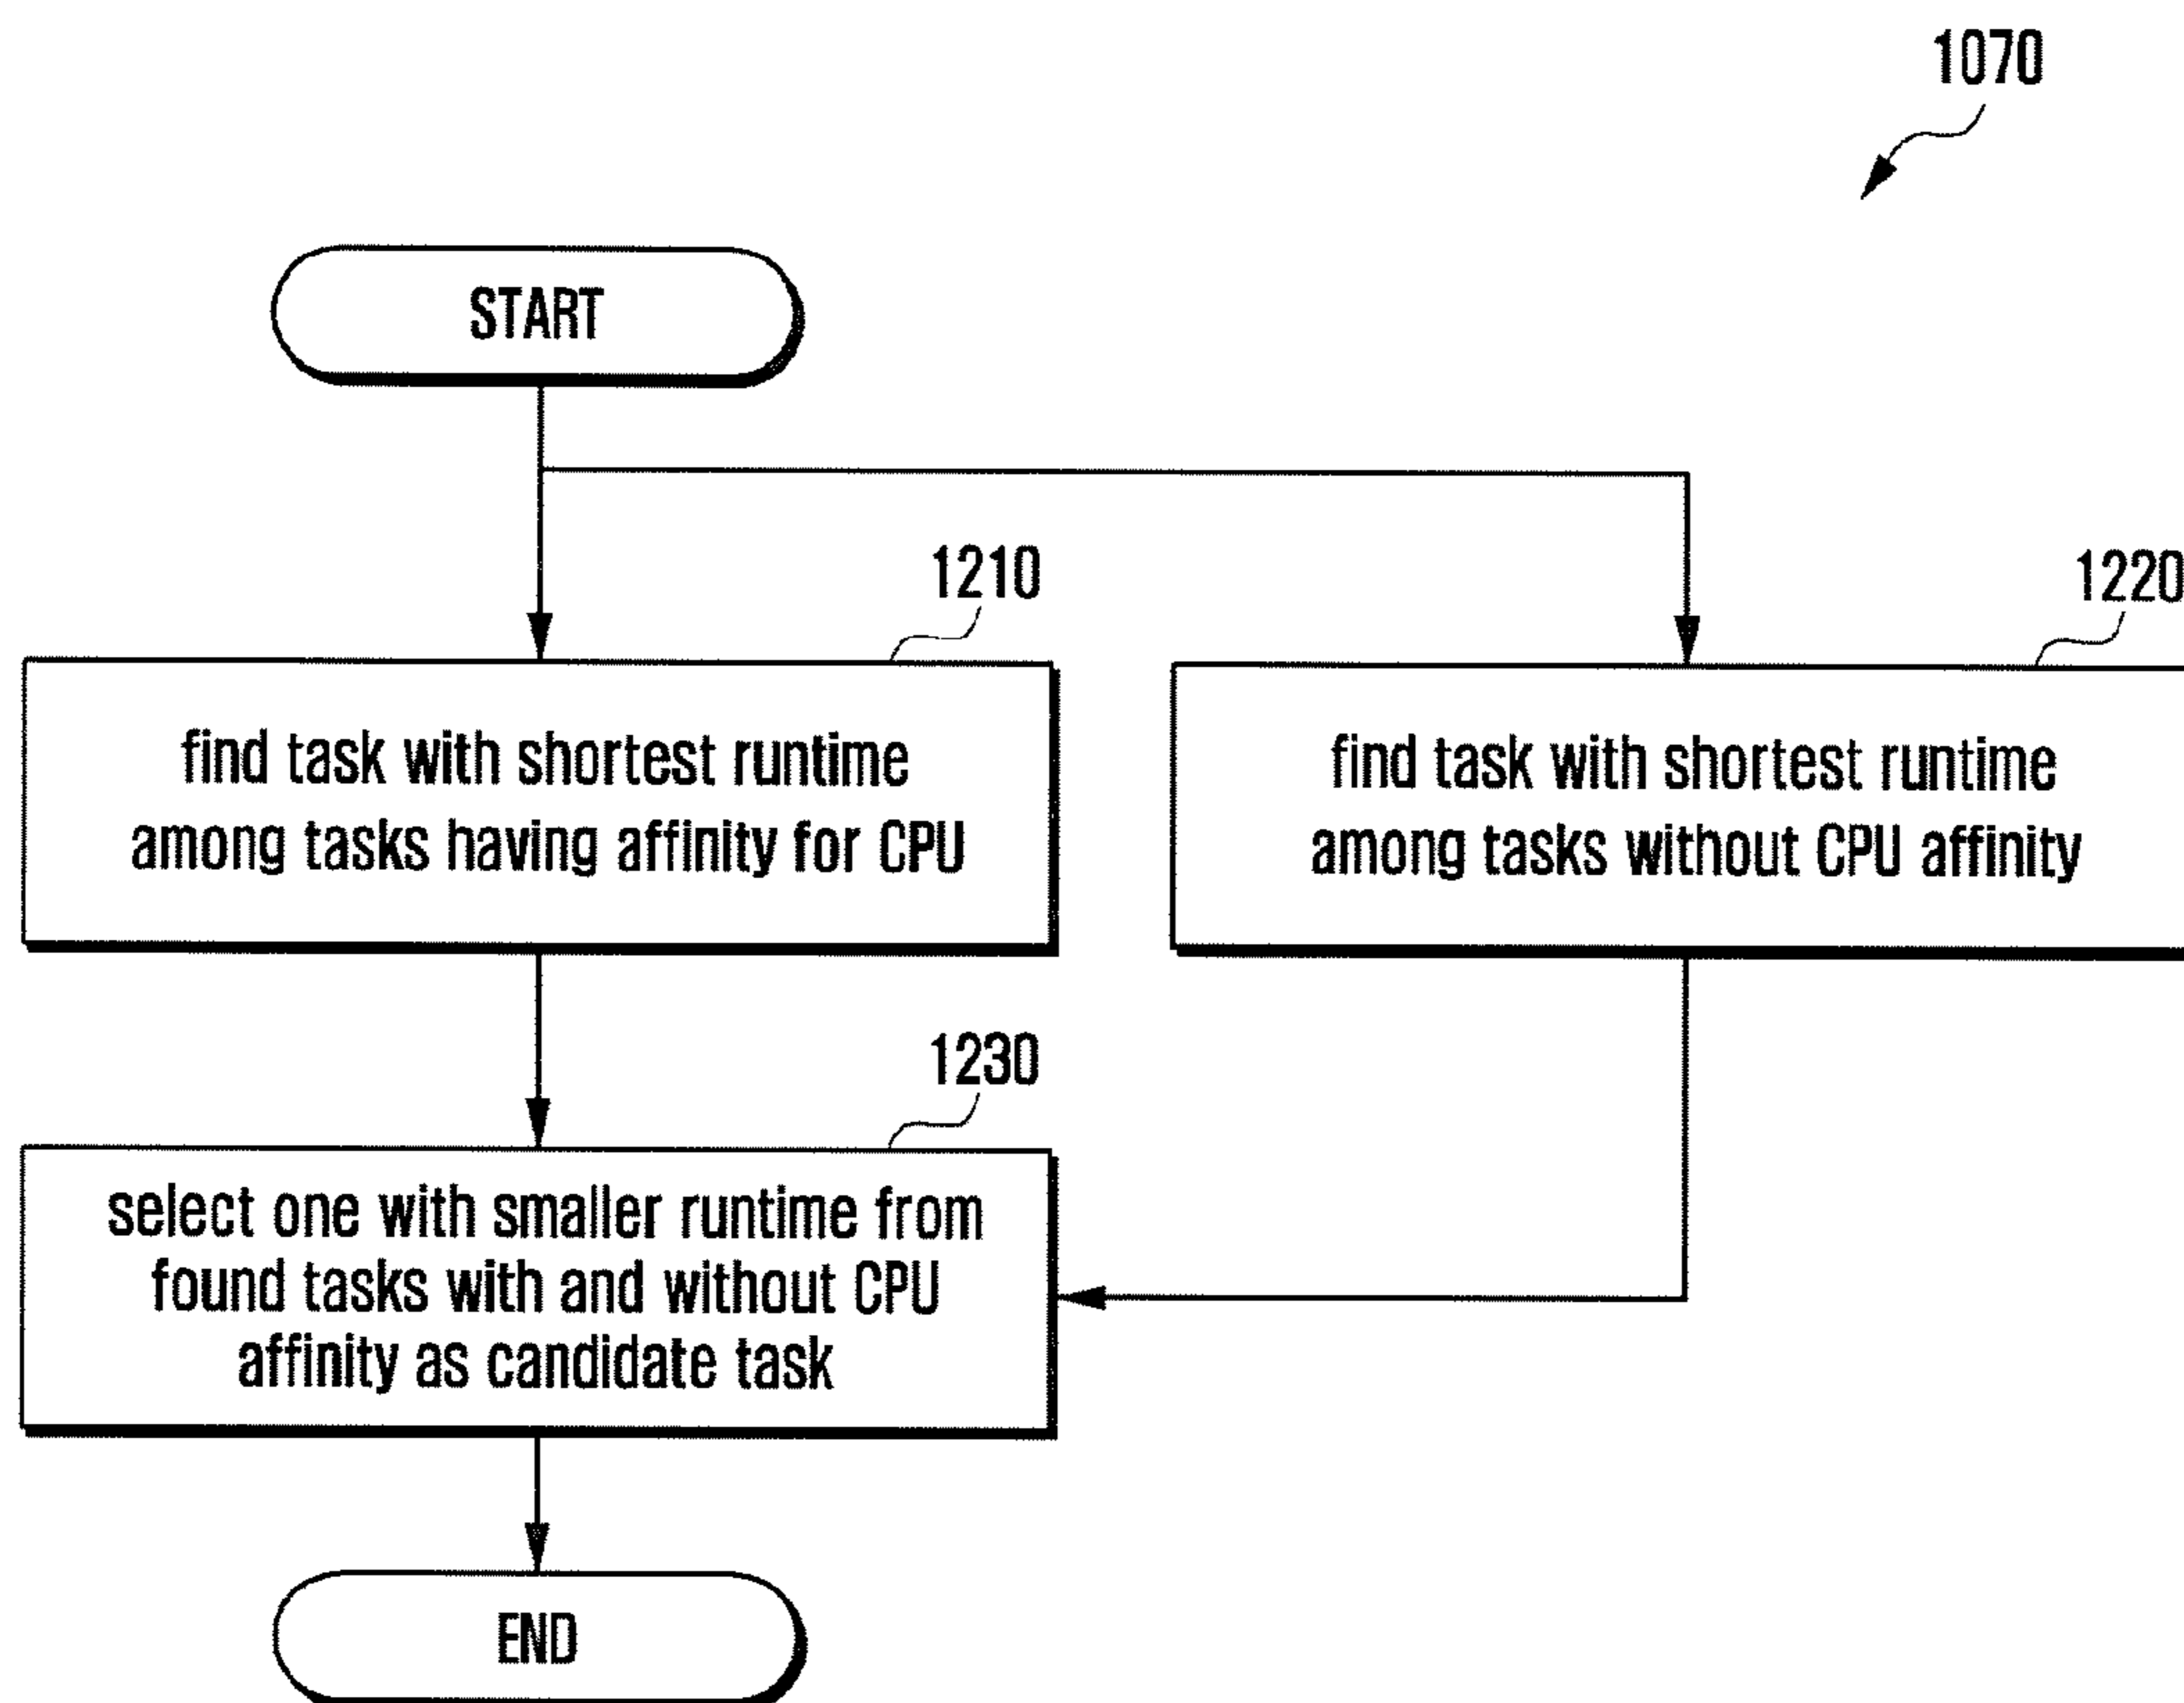 1070
START
1210
find task with shortest runtime
among tasks having affinity for CPU
1220
find task with shortest runtime
among tasks without CPU affinity
1230
select one with smaller runtime from
found tasks with and without CPU
affinity as candidate task
END